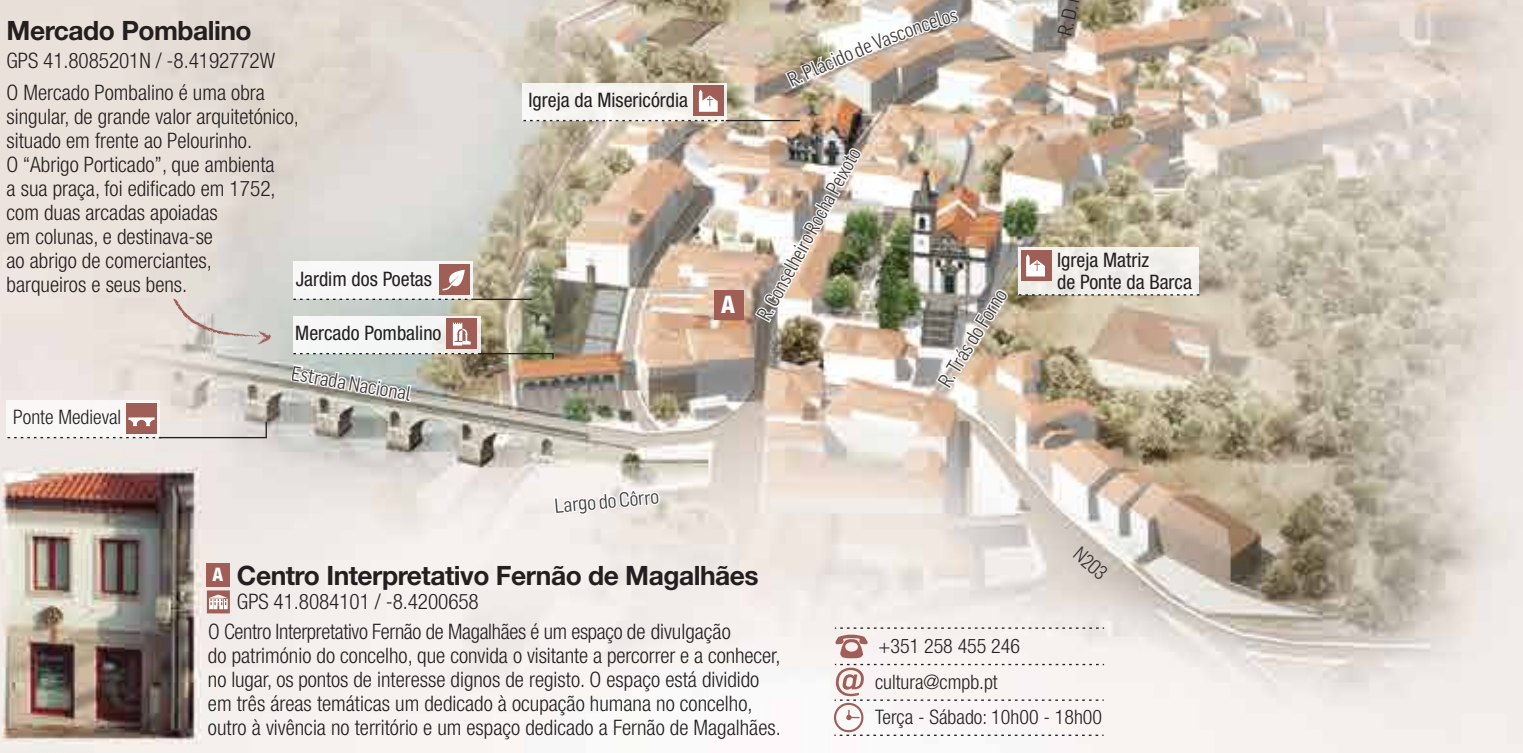 Mercado Pombalino
GPS 41.8085201N / -8.4192772W
O Mercado Pombalino é uma obra
singular, de grande valor arquitetónico,
situado em frente ao Pelourinho.
O “Abrigo Porticado”, que ambienta
a sua praça, foi edificado em 1752,
com duas arcadas apoiadas
em colunas, e destinava-se
ao abrigo de comerciantes,
barqueiros e seus bens.
R. Plácido de Vasconcelos
R. D.
Igreja da Misericórdia
R. Conselheiro Rocha Peixoto
Igreja Matriz
de Ponte da Barca
Jardim dos Poetas
A
R. Trás do Forno
Mercado Pombalino
Estrada Nacional
Ponte Medieval
Largo do Côrro
N203
A Centro Interpretativo Fernão de Magalhães
GPS 41.8084101 / -8.4200658
O Centro Interpretativo Fernão de Magalhães é um espaço de divulgação
do património do concelho, que convida o visitante a percorrer e a conhecer,
no lugar, os pontos de interesse dignos de registo. O espaço está dividido
em três áreas temáticas um dedicado à ocupação humana no concelho,
outro à vivência no território e um espaço dedicado a Fernão de Magalhães.
+351 258 455 246
@ cultura@cmpb.pt
Terça - Sábado: 10h00 - 18h00